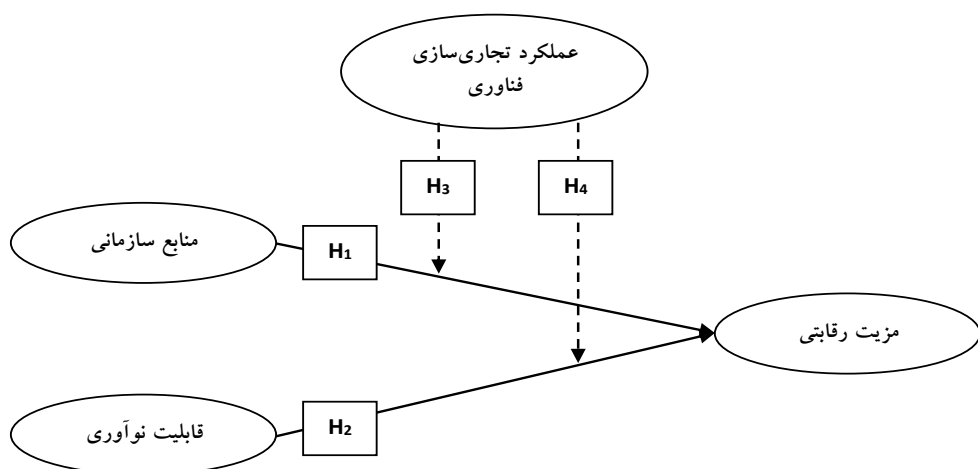 عملکرد تجاری‌سازی
فناوری
H3
H4
منابع سازمانی
H1
مزیت رقابتی
قابلیت نوآوری
H2